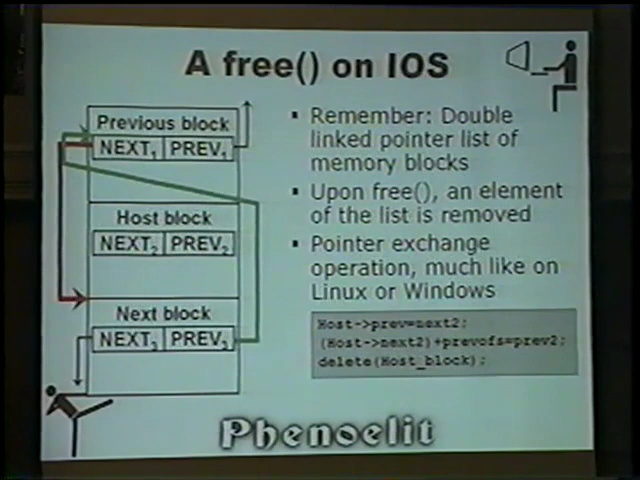 A free() on IOS
Previous block
NEXT1 PREV1
Host block
NEXT2 PREV2
Next block
NEXT3 PREV3
▪ Remember: Double
linked pointer list of
memory blocks
▪ Upon free(), an element
of the list is removed
▪ Pointer exchange
operation, much like on
Linux or Windows
Host->prev=next2;
(Host->next2)+prevofs=prev2;
delete(Host_block);
Phenoelit